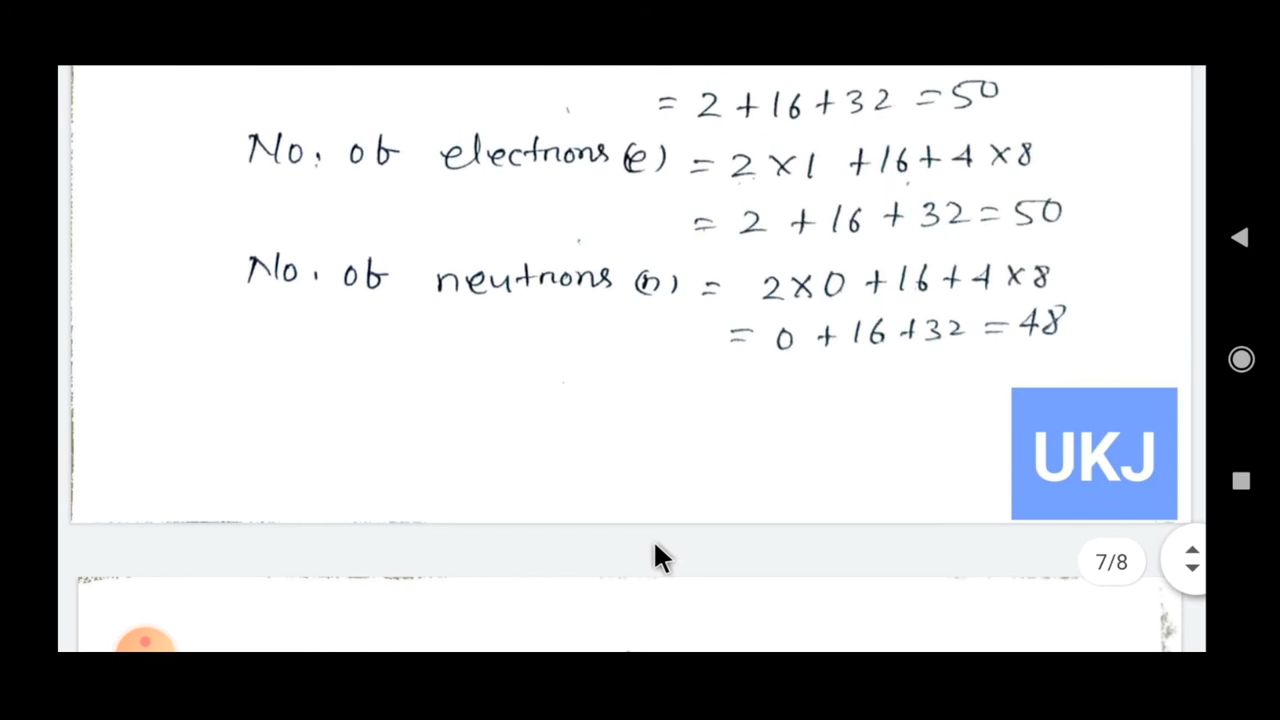 = 2 + 16 + 32 = 50
No. of electrons (e) = 2 × 1 + 16 + 4 × 8
= 2 + 16 + 32 = 50
No. of neutrons (n) = 2 × 0 + 16 + 4 × 8
= 0 + 16 + 32 = 48
UKJ
7/8